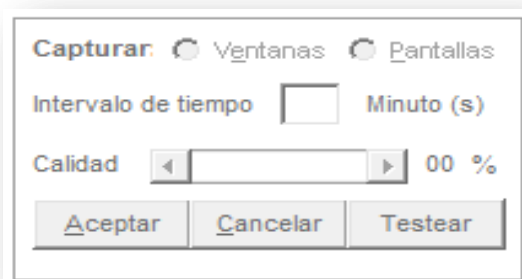 Capturar: Ventanas Pantallas
Intervalo de tiempo Minuto (s)
Calidad 00 %
Aceptar Cancelar Testear